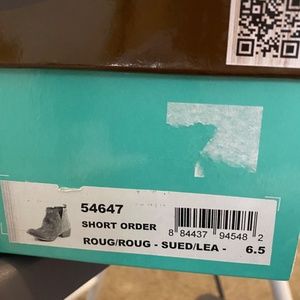 54647
SHORT ORDER
8 84437 94548 2
ROUG/ROUG - SUED/LEA - 6.5